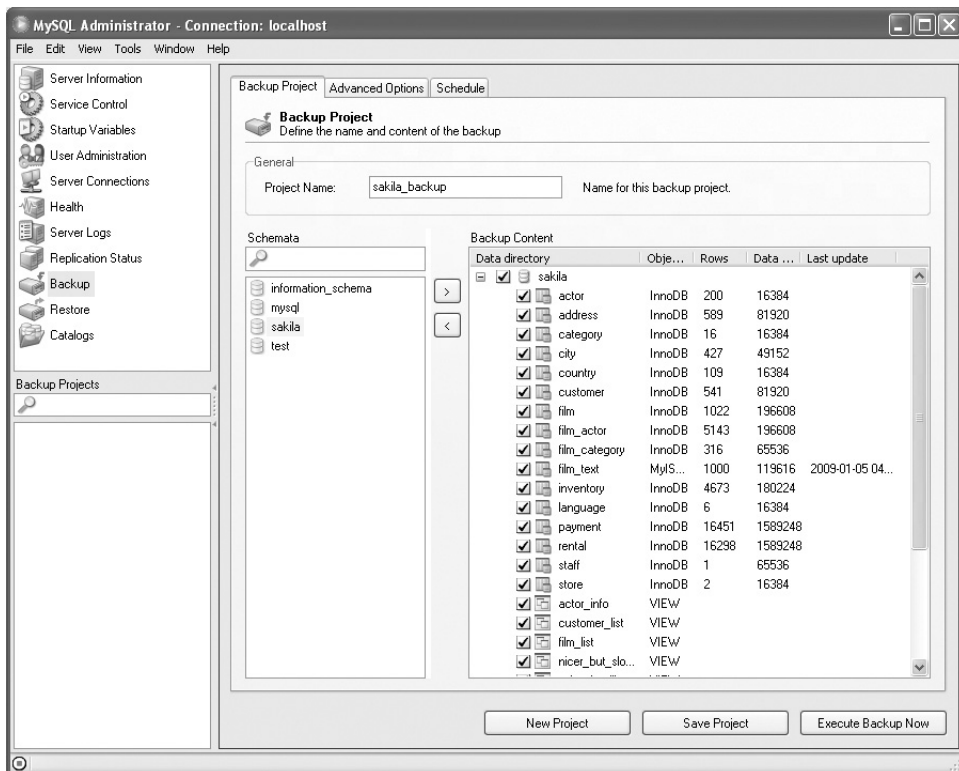 MySQL Administrator - Connection: localhost
File Edit View Tools Window Help
Server Information
Service Control
Startup Variables
User Administration
Server Connections
Health
Server Logs
Replication Status
Backup
Restore
Catalogs
Backup Projects
Backup Project Advanced Options Schedule
Backup Project
Define the name and content of the backup
General
Project Name: sakila_backup Name for this backup project.
Schemata
information_schema
mysql
sakila
test
> 
<
Backup Content
Data directory Obje... Rows Data ... Last update
sakila
actor InnoDB 200 16384
address InnoDB 589 81920
category InnoDB 16 16384
city InnoDB 427 49152
country InnoDB 109 16384
customer InnoDB 541 81920
film InnoDB 1022 196608
film_actor InnoDB 5143 196608
film_category InnoDB 316 65536
film_text MyIS... 1000 119616 2009-01-05 04...
inventory InnoDB 4673 180224
language InnoDB 6 16384
payment InnoDB 16451 1589248
rental InnoDB 16298 1589248
staff InnoDB 1 65536
store InnoDB 2 16384
actor_info VIEW
customer_list VIEW
film_list VIEW
nicer_but_slo... VIEW
New Project Save Project Execute Backup Now